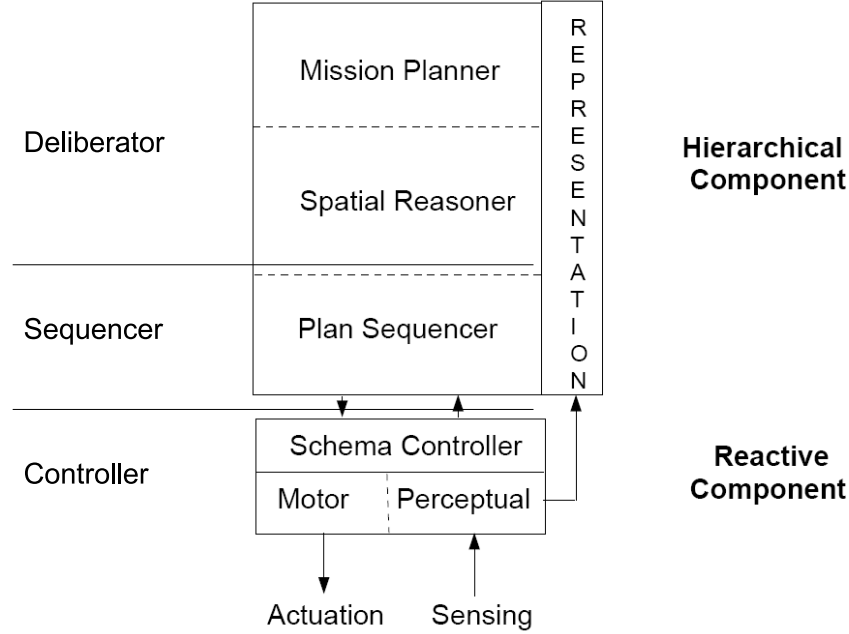 Mission Planner
Deliberator
Spatial Reasoner
Sequencer
Plan Sequencer
REPRESENTATION
Hierarchical
Component
Schema Controller
Controller
Motor
Perceptual
Reactive
Component
Actuation
Sensing